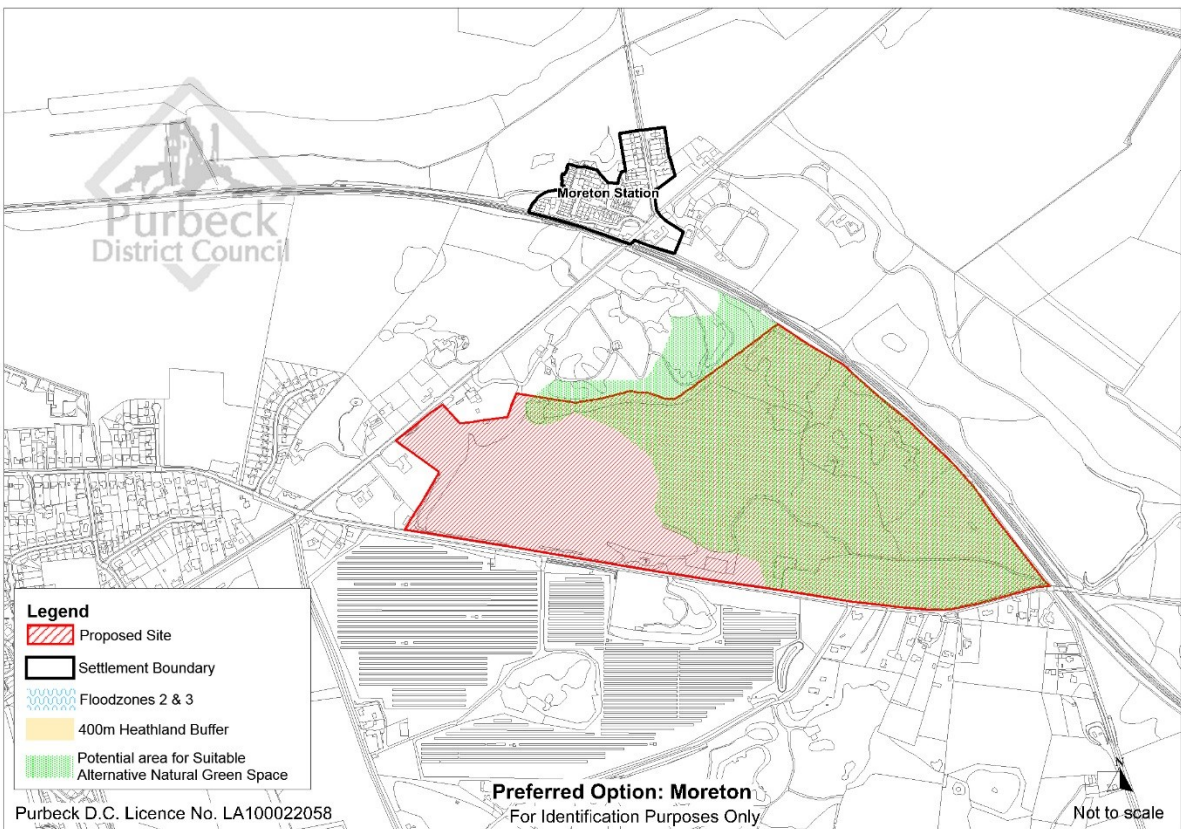 Moreton Station
Purbeck
District Council
Legend
Proposed Site
Settlement Boundary
Floodzones 2 & 3
400m Heathland Buffer
Potential area for Suitable
Alternative Natural Green Space
Preferred Option: Moreton
For Identification Purposes Only
Purbeck D.C. Licence No. LA100022058
N
Not to scale